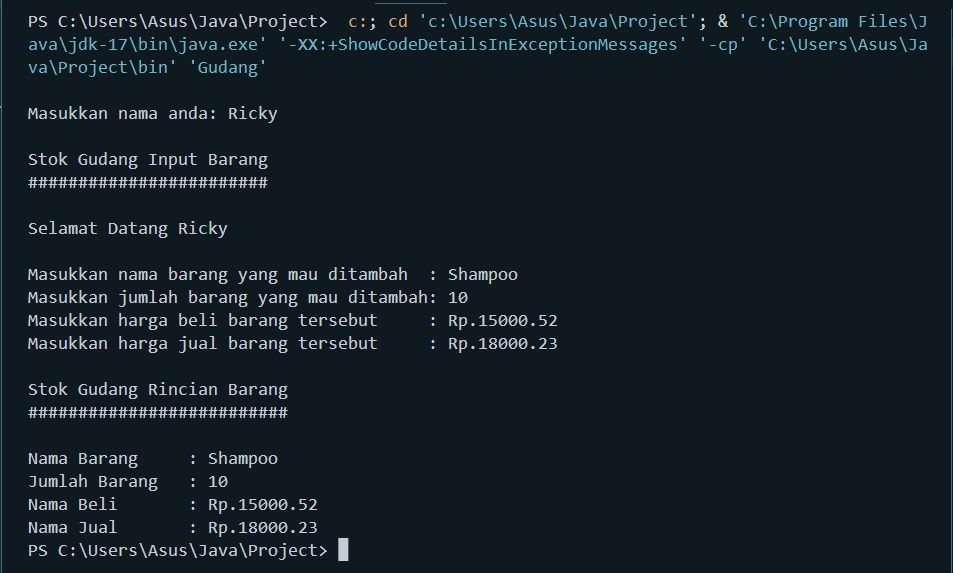 PS C:\Users\Asus\Java\Project>  c:; cd 'c:\Users\Asus\Java\Project'; & 'C:\Program Files\J
ava\jdk-17\bin\java.exe' '-XX:+ShowCodeDetailsInExceptionMessages' '-cp' 'C:\Users\Asus\Ja
va\Project\bin' 'Gudang'
Masukkan nama anda: Ricky
Stok Gudang Input Barang
########################
Selamat Datang Ricky
Masukkan nama barang yang mau ditambah  : Shampoo
Masukkan jumlah barang yang mau ditambah: 10
Masukkan harga beli barang tersebut     : Rp.15000.52
Masukkan harga jual barang tersebut     : Rp.18000.23
Stok Gudang Rincian Barang
##########################
Nama Barang     : Shampoo
Jumlah Barang   : 10
Nama Beli       : Rp.15000.52
Nama Jual       : Rp.18000.23
PS C:\Users\Asus\Java\Project>